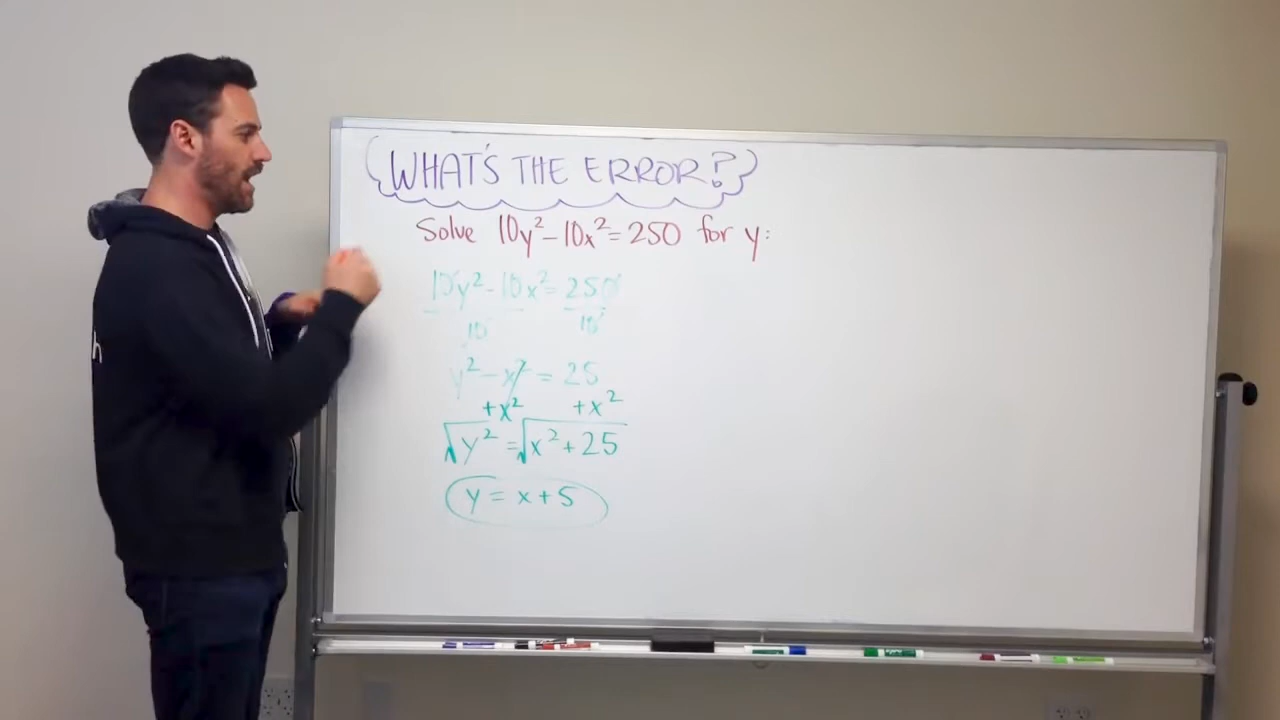 WHAT'S THE ERROR?
Solve 10y² – 10x² = 250 for y:
10y² – 10x² = 250
10 10
y² – x² = 25
+x² +x²
√y² = √x² + 25
y = x + 5
h